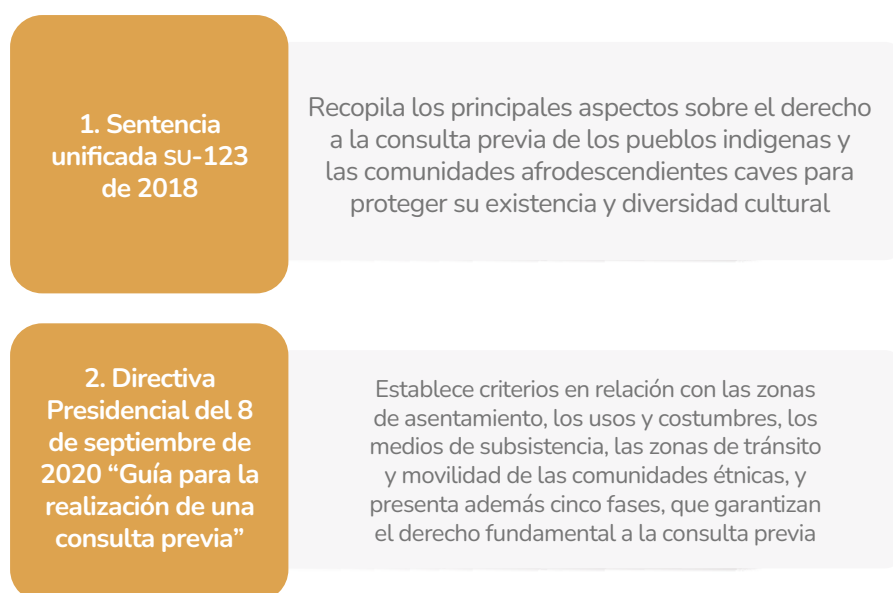 1. Sentencia
unificada SU-123
de 2018
Recopila los principales aspectos sobre el derecho
a la consulta previa de los pueblos indigenas y
las comunidades afrodescendientes caves para
proteger su existencia y diversidad cultural
2. Directiva
Presidencial del 8
de septiembre de
2020 “Guía para la
realización de una
consulta previa”
Establece criterios en relación con las zonas
de asentamiento, los usos y costumbres, los
medios de subsistencia, las zonas de tránsito
y movilidad de las comunidades étnicas, y
presenta además cinco fases, que garantizan
el derecho fundamental a la consulta previa